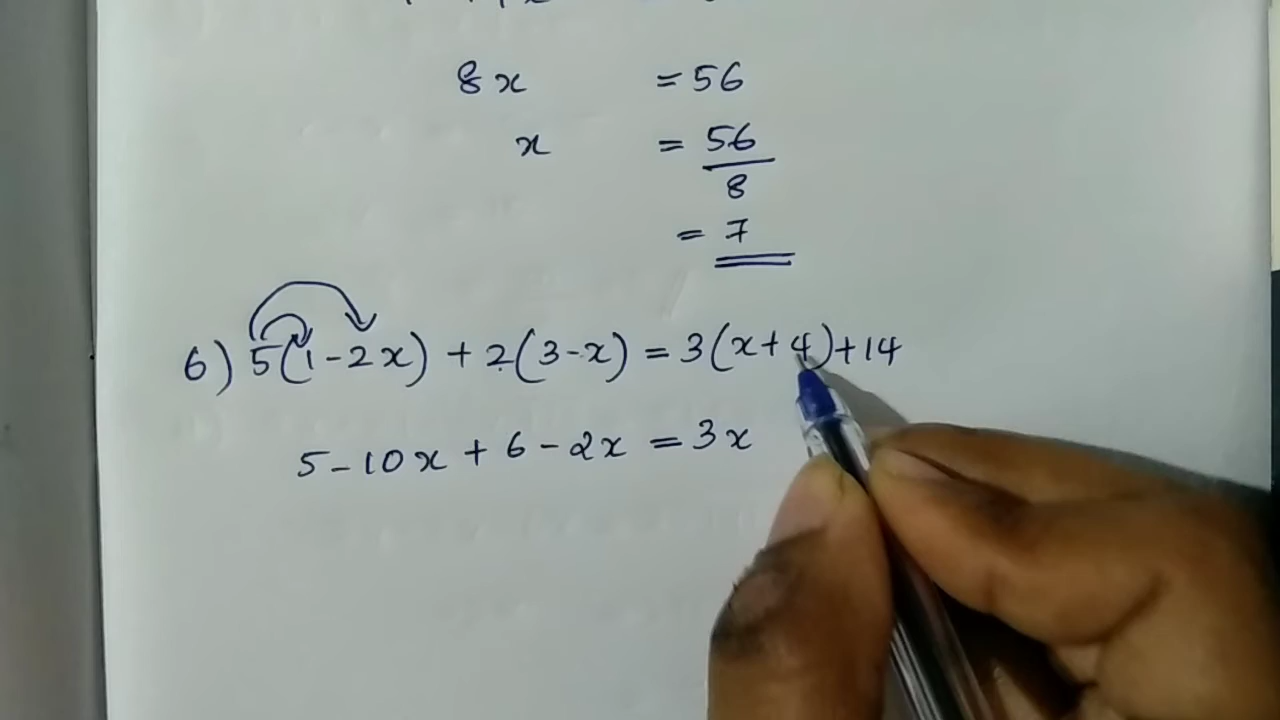 8x = 56
x = 56/8
= 7
6) 5(1-2x) + 2(3-x) = 3(x+4)+14
5-10x + 6-2x = 3x